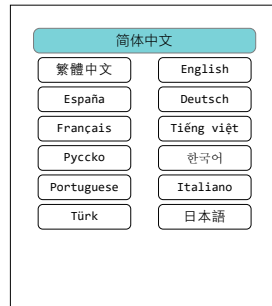 简体中文
繁體中文
English
España
Deutsch
Français
Tiếng việt
Pyccko
한국어
Portuguese
Italiano
Türk
日本語